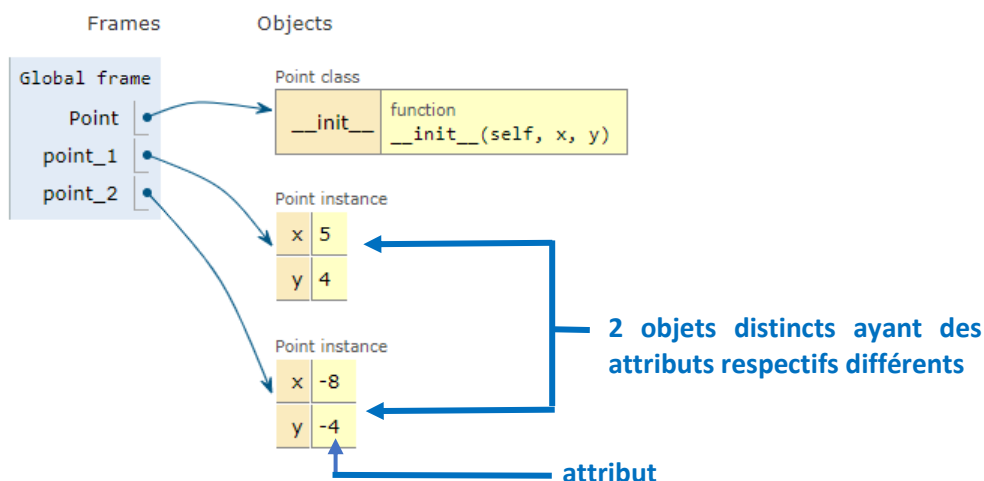 Frames Objects
Global frame
Point
point_1
point_2
Point class
__init__
function
__init__(self, x, y)
Point instance
x 5
y 4
Point instance
x -8
y -4
2 objets distincts ayant des
attributs respectifs différents
attribut